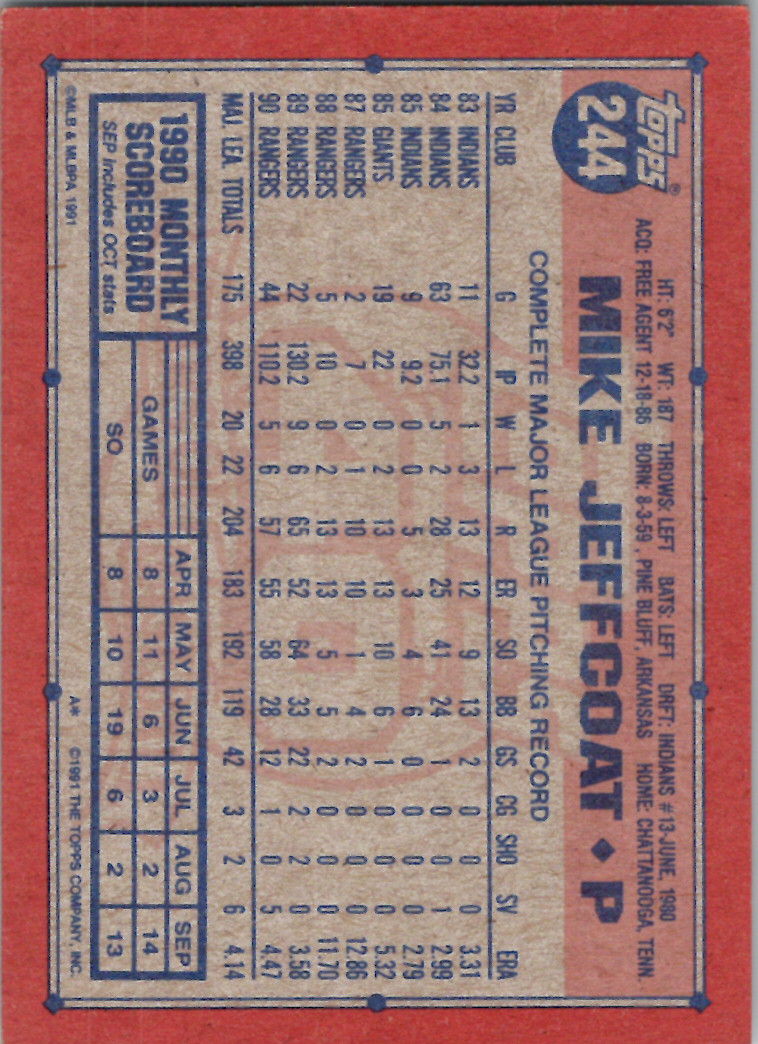 topps®
244
HT: 6'2" WT: 187 THROWS: LEFT BATS: LEFT DRFT: INDIANS #13-JUNE, 1980
ACQ: FREE AGENT 12-18-86 BORN: 8-3-59, PINE BLUFF, ARKANSAS HOME: CHATTANOOGA, TENN.
MIKE JEFFCOAT ◆ P
COMPLETE MAJOR LEAGUE PITCHING RECORD
YR CLUB G IP W L R ER SO BB GS CG SHO SV ERA
83 INDIANS 11 32.2 1 3 13 12 9 13 2 0 0 0 3.31
84 INDIANS 63 75.1 5 2 28 25 41 24 1 0 0 1 2.99
85 INDIANS 9 9.2 0 0 5 3 4 6 0 0 0 0 2.79
85 GIANTS 19 22 0 2 13 13 10 6 1 0 0 0 5.32
87 RANGERS 2 7 0 1 10 10 1 4 2 0 0 0 12.86
88 RANGERS 5 10 0 2 13 13 5 5 2 0 0 0 11.70
89 RANGERS 22 130.2 9 6 65 52 64 33 22 2 2 0 3.58
90 RANGERS 44 110.2 5 6 57 55 58 28 12 1 0 5 4.47
MAJ. LEA. TOTALS 175 398 20 22 204 183 192 119 42 3 2 6 4.14
1990 MONTHLY SCOREBOARD
SEP includes OCT stats
APR MAY JUN JUL AUG SEP
GAMES 8 11 6 3 2 14
SO 8 10 19 6 2 13
©MLB & MLBPA 1991
A* ©1991 THE TOPPS COMPANY, INC.